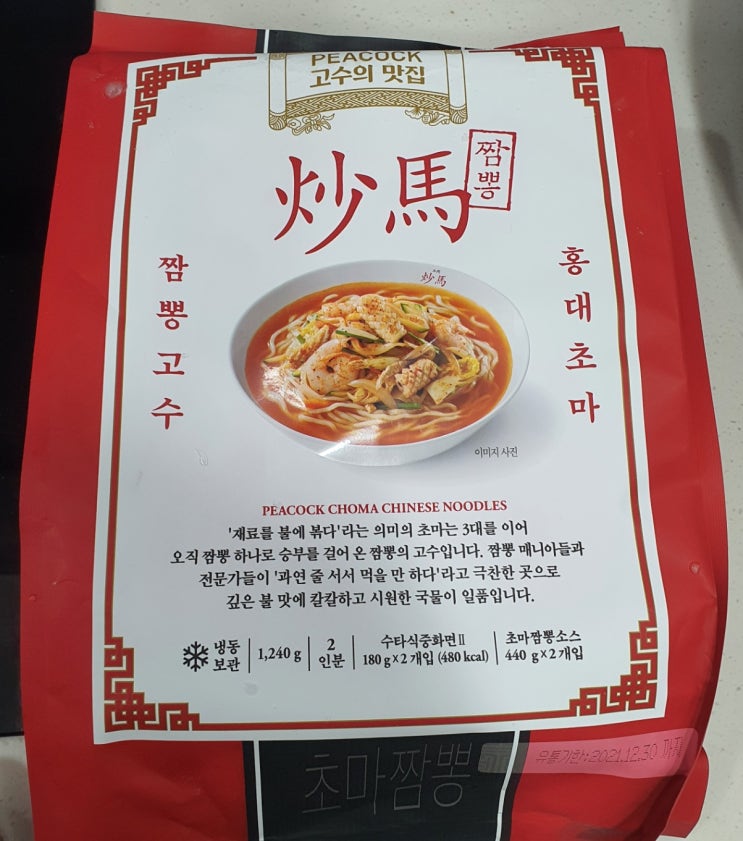 PEACOCK
고수의 맛집
炒馬
짬뽕
짬뽕고수
홍대초마
炒馬
이미지 사진
PEACOCK CHOMA CHINESE NOODLES
'재료를 불에 볶다'라는 의미의 초마는 3대를 이어
오직 짬뽕 하나로 승부를 걸어 온 짬뽕의 고수입니다. 짬뽕 매니아들과
전문가들이 '과연 줄 서서 먹을 만 하다'라고 극찬한 곳으로
깊은 불 맛에 칼칼하고 시원한 국물이 일품입니다.
냉동
보관
1,240 g
2
인분
수타식중화면Ⅱ
180 g×2개입 (480 kcal)
초마짬뽕소스
440 g×2개입
초마짬뽕
유통기한:2021.12.30 까지